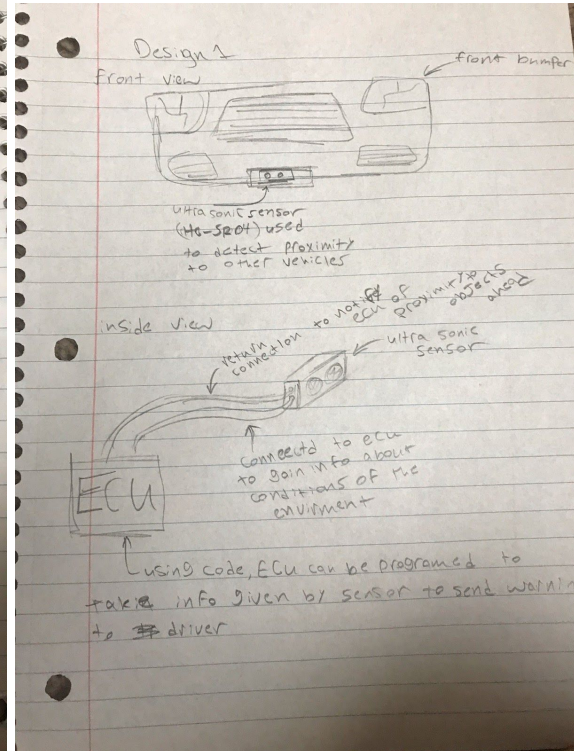 Design 1
front view
front bumper
ultra sonic sensor
(HC-SR04) used
to detect proximity
to other vehicles
inside view
return connection to notify
ecu of
proximity to
objects
ahead
ultra sonic
sensor
connectd to ecu
to gain info about
conditions of the
envirment
ECU
using code, ECU can be programed to
take info given by sensor to send warnin
to driver